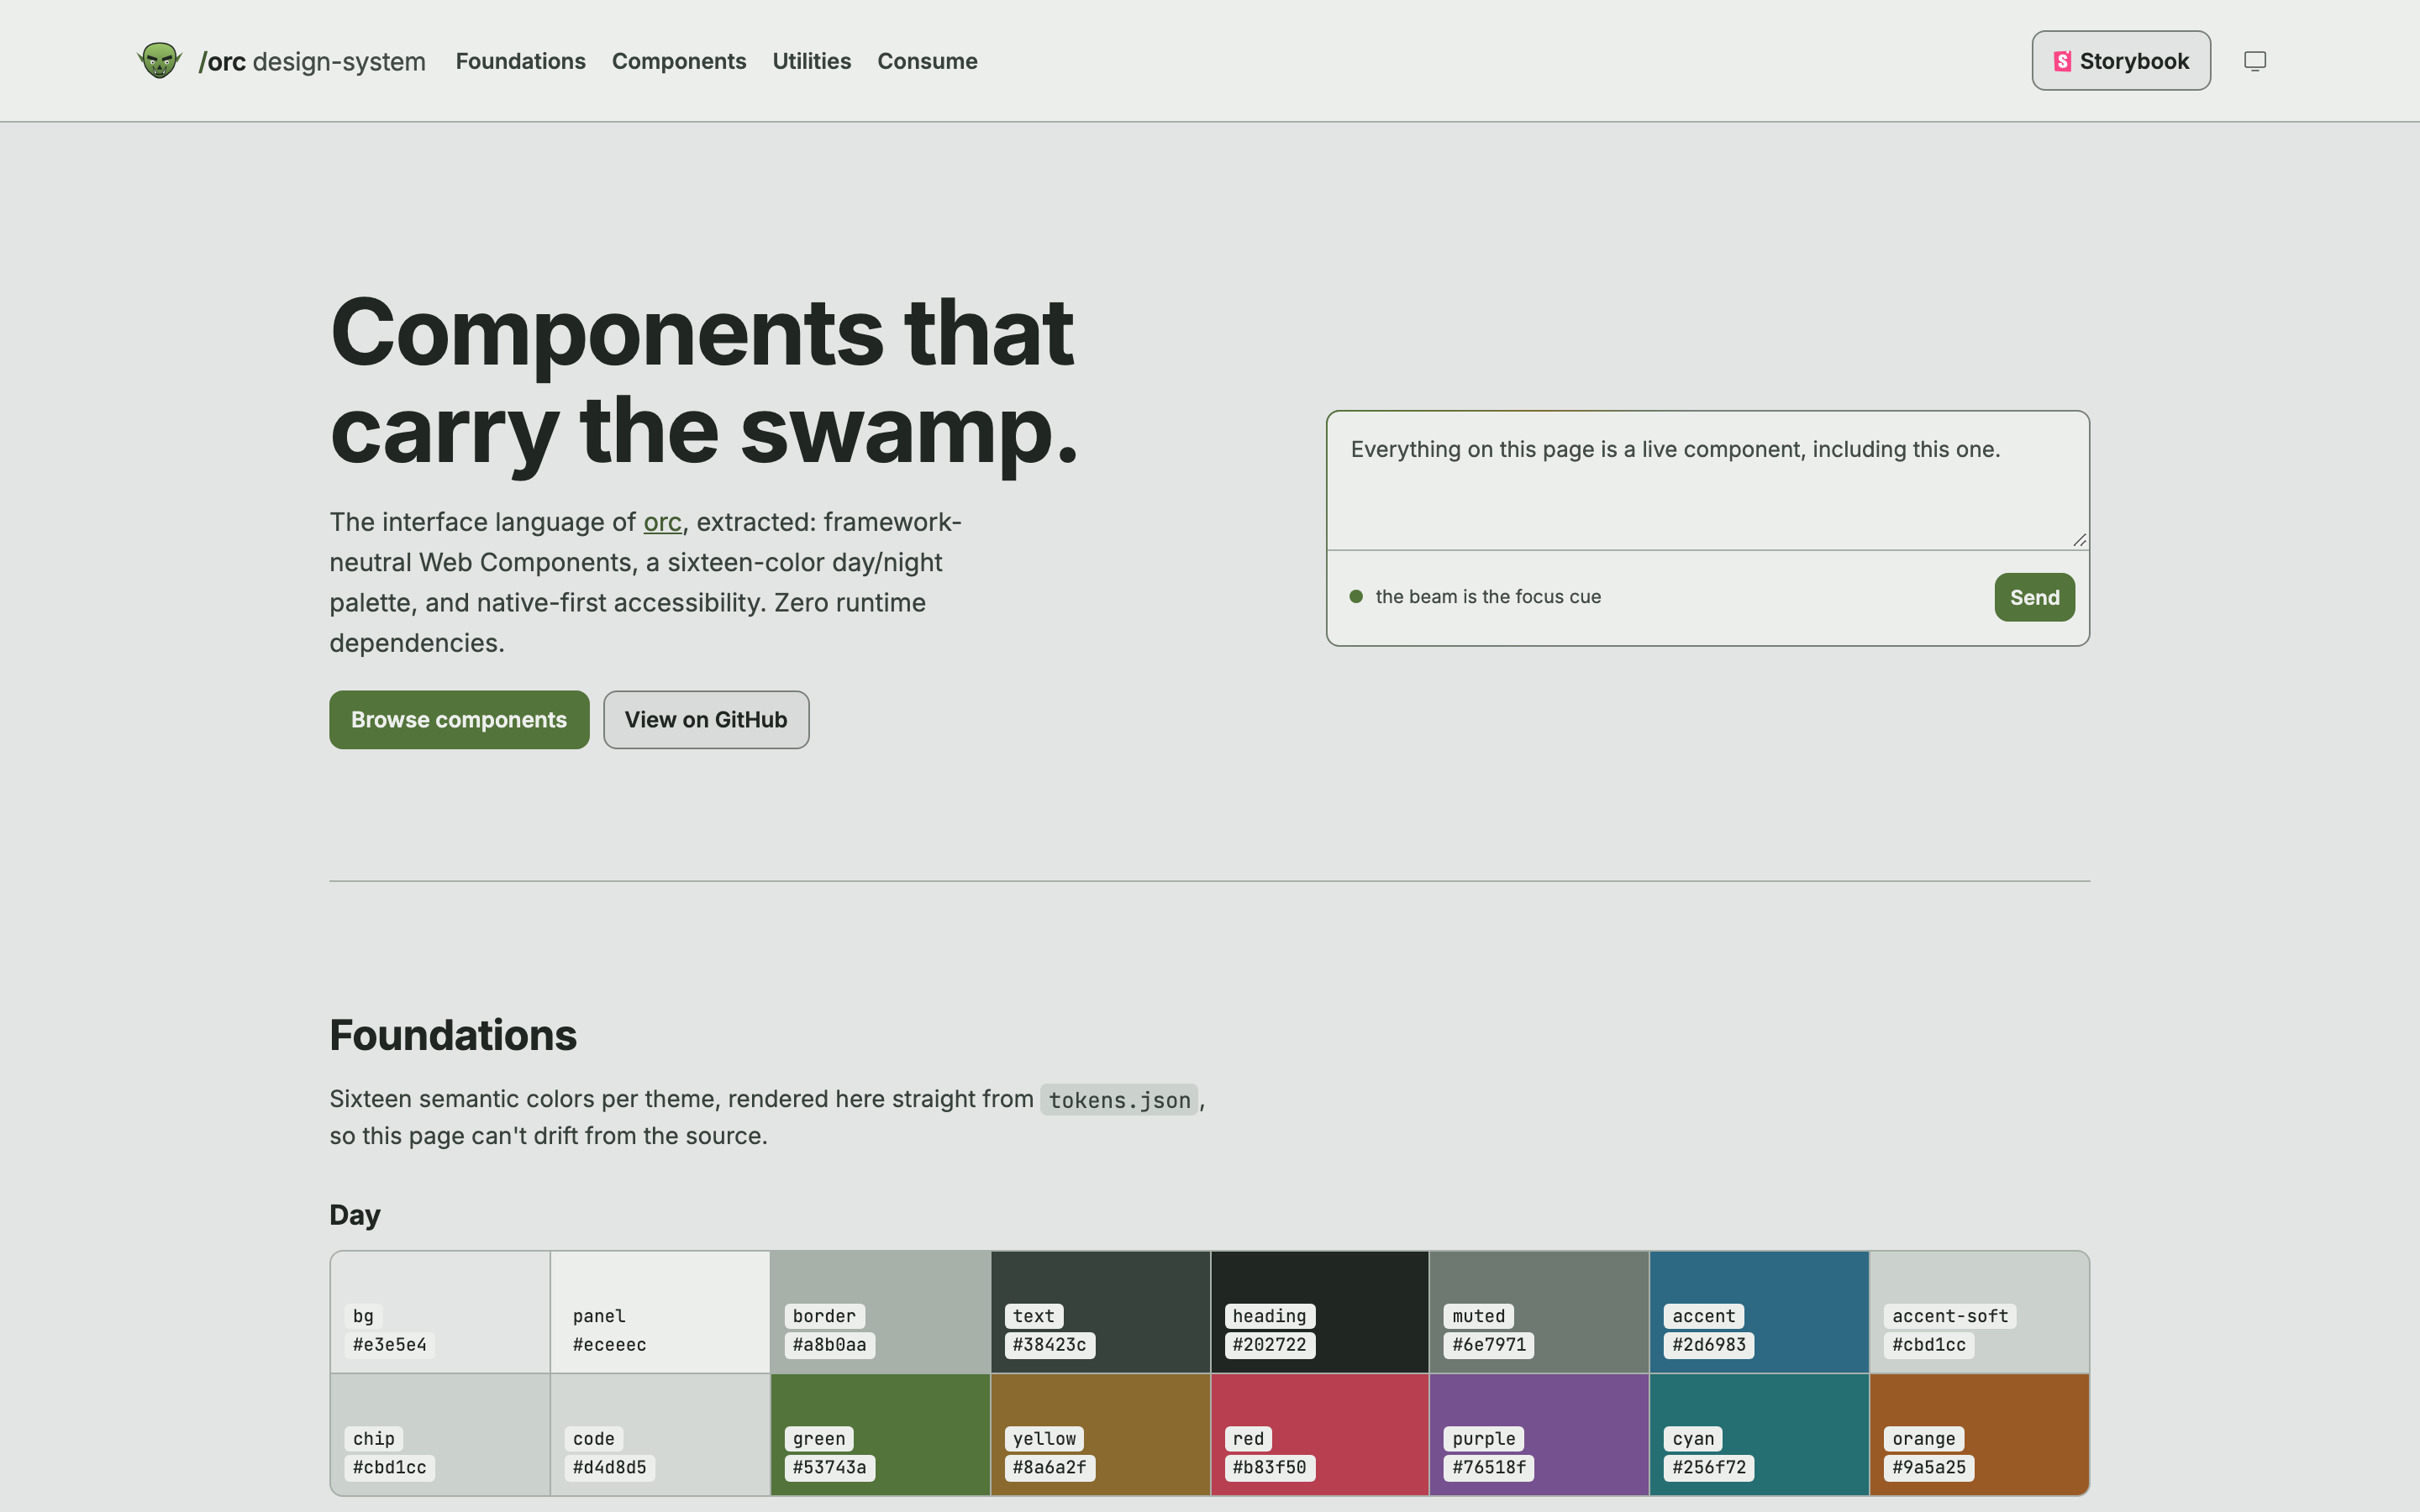 /orc design-system
Foundations
Components
Utilities
Consume
Storybook
Components that
carry the swamp.
The interface language of orc, extracted: framework-
neutral Web Components, a sixteen-color day/night
palette, and native-first accessibility. Zero runtime
dependencies.
Browse components
View on GitHub
Everything on this page is a live component, including this one.
the beam is the focus cue
Send
Foundations
Sixteen semantic colors per theme, rendered here straight from tokens.json,
so this page can't drift from the source.
Day
bg
#e3e5e4
panel
#eceeec
border
#a8b0aa
text
#38423c
heading
#202722
muted
#6e7971
accent
#2d6983
accent-soft
#cbd1cc
chip
#cbd1cc
code
#d4d8d5
green
#53743a
yellow
#8a6a2f
red
#b83f50
purple
#76518f
cyan
#256f72
orange
#9a5a25